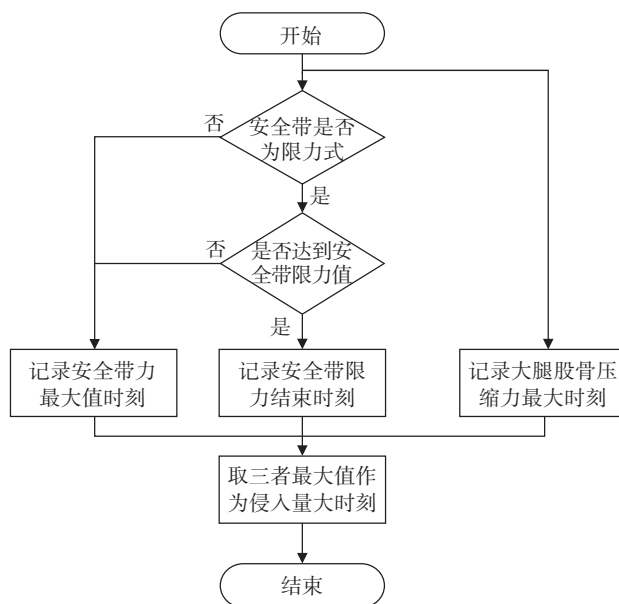 开始
安全带是否
为限力式
否
是
是否达到安
全带限力值
否
是
记录安全带力
最大值时刻
记录安全带限
力结束时刻
记录大腿股骨压
缩力最大时刻
取三者最大值作
为侵入量大时刻
结束